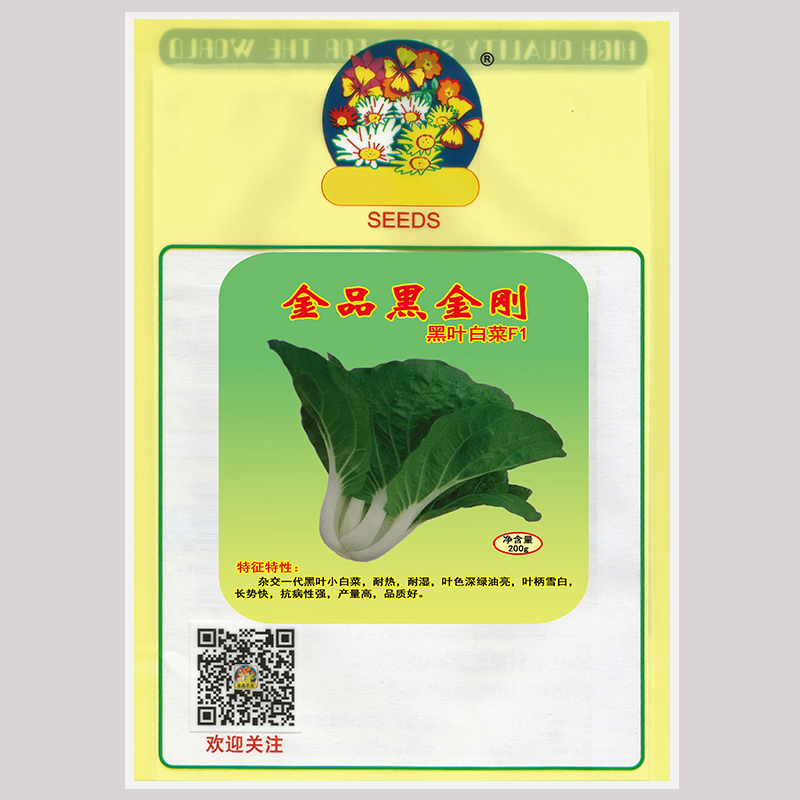 HIGH QUALITY SEED FOR THE WORLD
®
SEEDS
金品黑金刚
黑叶白菜F1
净含量
200g
特征特性：
杂交一代黑叶小白菜，耐热，耐湿，叶色深绿油亮，叶柄雪白，
长势快，抗病性强，产量高，品质好。
欢迎关注